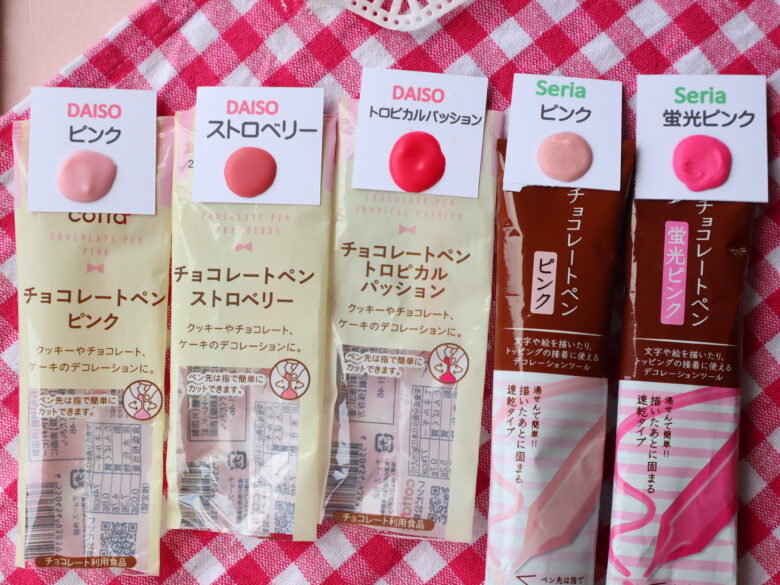 DAISO
ピンク
cotta
CHOCOLATE PEN
PINK
チョコレートペン
ピンク
クッキーやチョコレート、
ケーキのデコレーションに。
ペン先は指で簡単に
カットできます。
チョコレート利用食品
DAISO
ストロベリー
CHOCOLATE PEN
STRAWBERRY
チョコレートペン
ストロベリー
クッキーやチョコレート、
ケーキのデコレーションに。
ペン先は指で簡単に
カットできます。
DAISO
トロピカルパッション
CHOCOLATE PEN
TROPICAL PASSION
チョコレートペン
トロピカル
パッション
クッキーやチョコレート、
ケーキのデコレーションに。
ペン先は指で簡単に
カットできます。
cotta
チョコレート利用食品
Seria
ピンク
チョコレートペン
ピンク
文字や絵を描いたり、
トッピングの接着に使える
デコレーションツール
湯せんで簡単!!
描いたあとに固まる
速乾タイプ
ペン先は指で
Seria
蛍光ピンク
チョコレートペン
蛍光ピンク
文字や絵を描いたり、
トッピングの接着に使える
デコレーションツール
湯せんで簡単!!
描いたあとに固まる
速乾タイプ